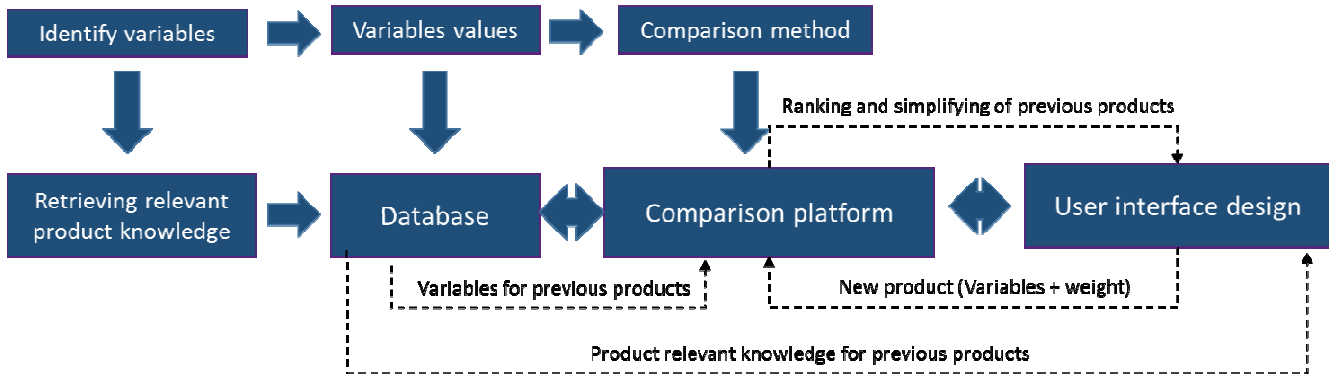 Identify variables
Variables values
Comparison method
Ranking and simplifying of previous products
Retrieving relevant
product knowledge
Database
Comparison platform
User interface design
Variables for previous products
New product (Variables + weight)
Product relevant knowledge for previous products